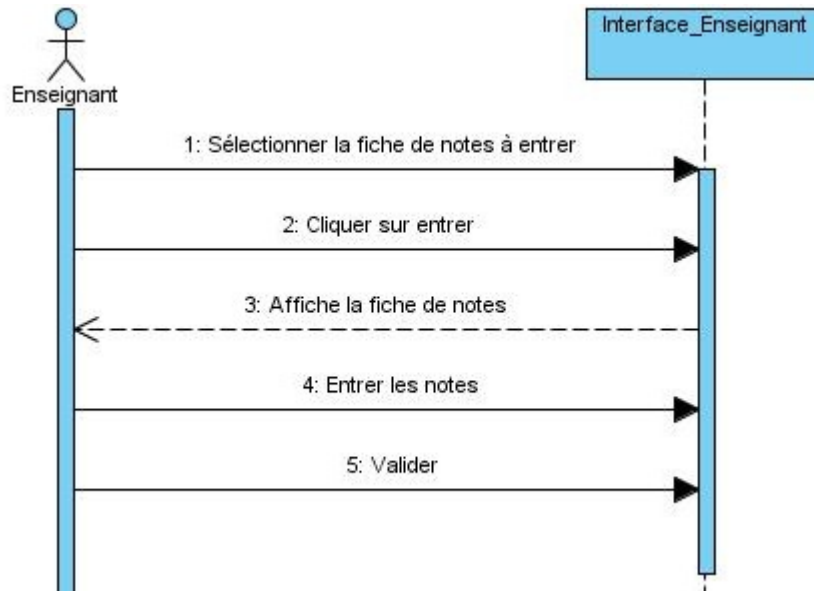 Interface_Enseignant
Enseignant
1: Sélectionner la fiche de notes à entrer
2: Cliquer sur entrer
3: Affiche la fiche de notes
4: Entrer les notes
5: Valider